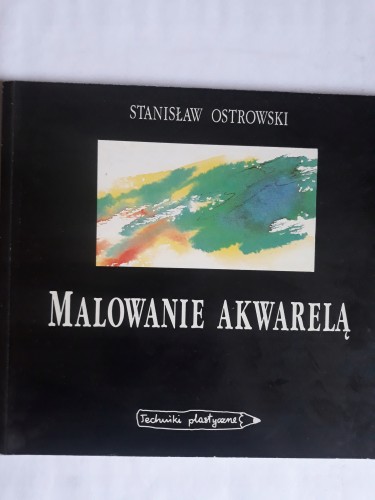 STANISŁAW OSTROWSKI
MALOWANIE AKWARELĄ
Techniki plastyczne